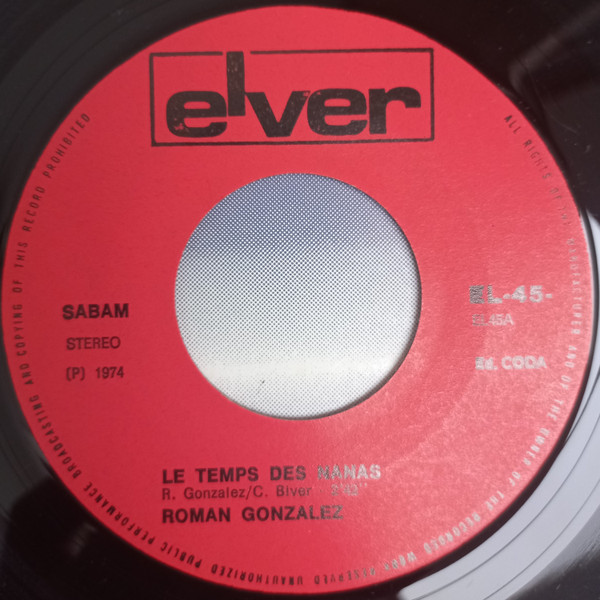 elver
SABAM
STEREO
(P) 1974
EL-45-
Ed. CODA
LE TEMPS DES NANAS
R. Gonzalez/C. Biver
ROMAN GONZALEZ
ALL RIGHTS OF THE MANUFACTURER AND OF THE OWNER OF THE RECORDED WORK RESERVED UNAUTHORIZED PUBLIC PERFORMANCE BROADCASTING AND COPYING OF THIS RECORD PROHIBITED